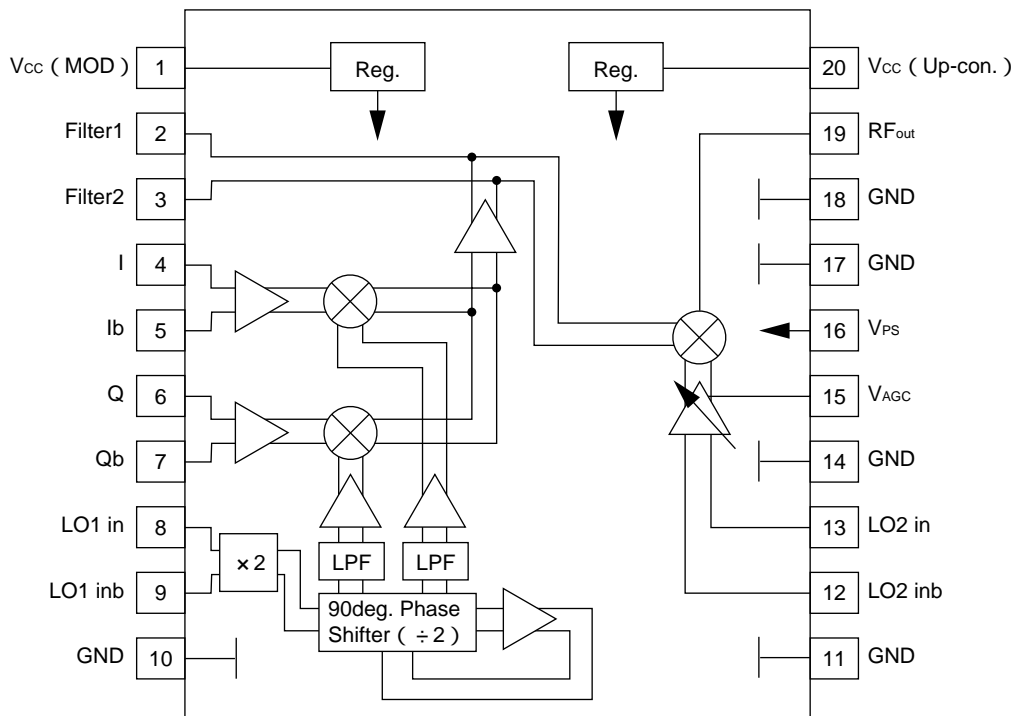 VCC ( MOD )
1
Reg.
Reg.
20
VCC ( Up-con. )
Filter1
2
19
RFout
Filter2
3
18
GND
I
4
17
GND
Ib
5
16
VPS
Q
6
15
VAGC
Qb
7
14
GND
LO1 in
8
13
LO2 in
×2
LPF
LPF
LO1 inb
9
12
LO2 inb
90deg. Phase
Shifter ( ÷2 )
GND
10
11
GND